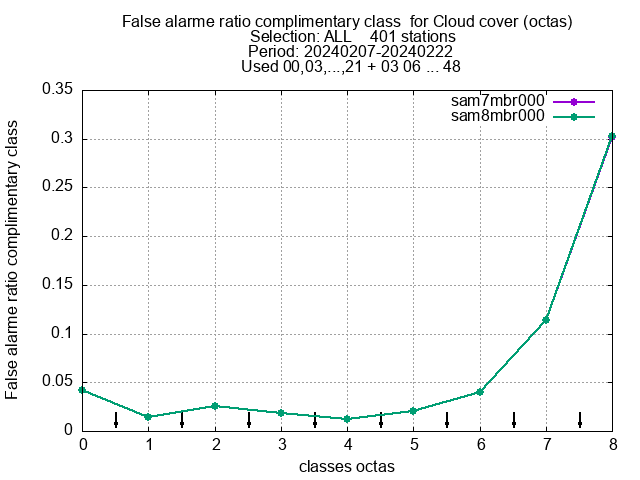 False alarme ratio complimentary class  for Cloud cover (octas)
Selection: ALL    401 stations
Period: 20240207-20240222
Used 00,03,...,21 + 03 06 ... 48
sam7mbr000
sam8mbr000
False alarme ratio complimentary class
0.35
0.3
0.25
0.2
0.15
0.1
0.05
0
0 1 2 3 4 5 6 7 8
classes octas